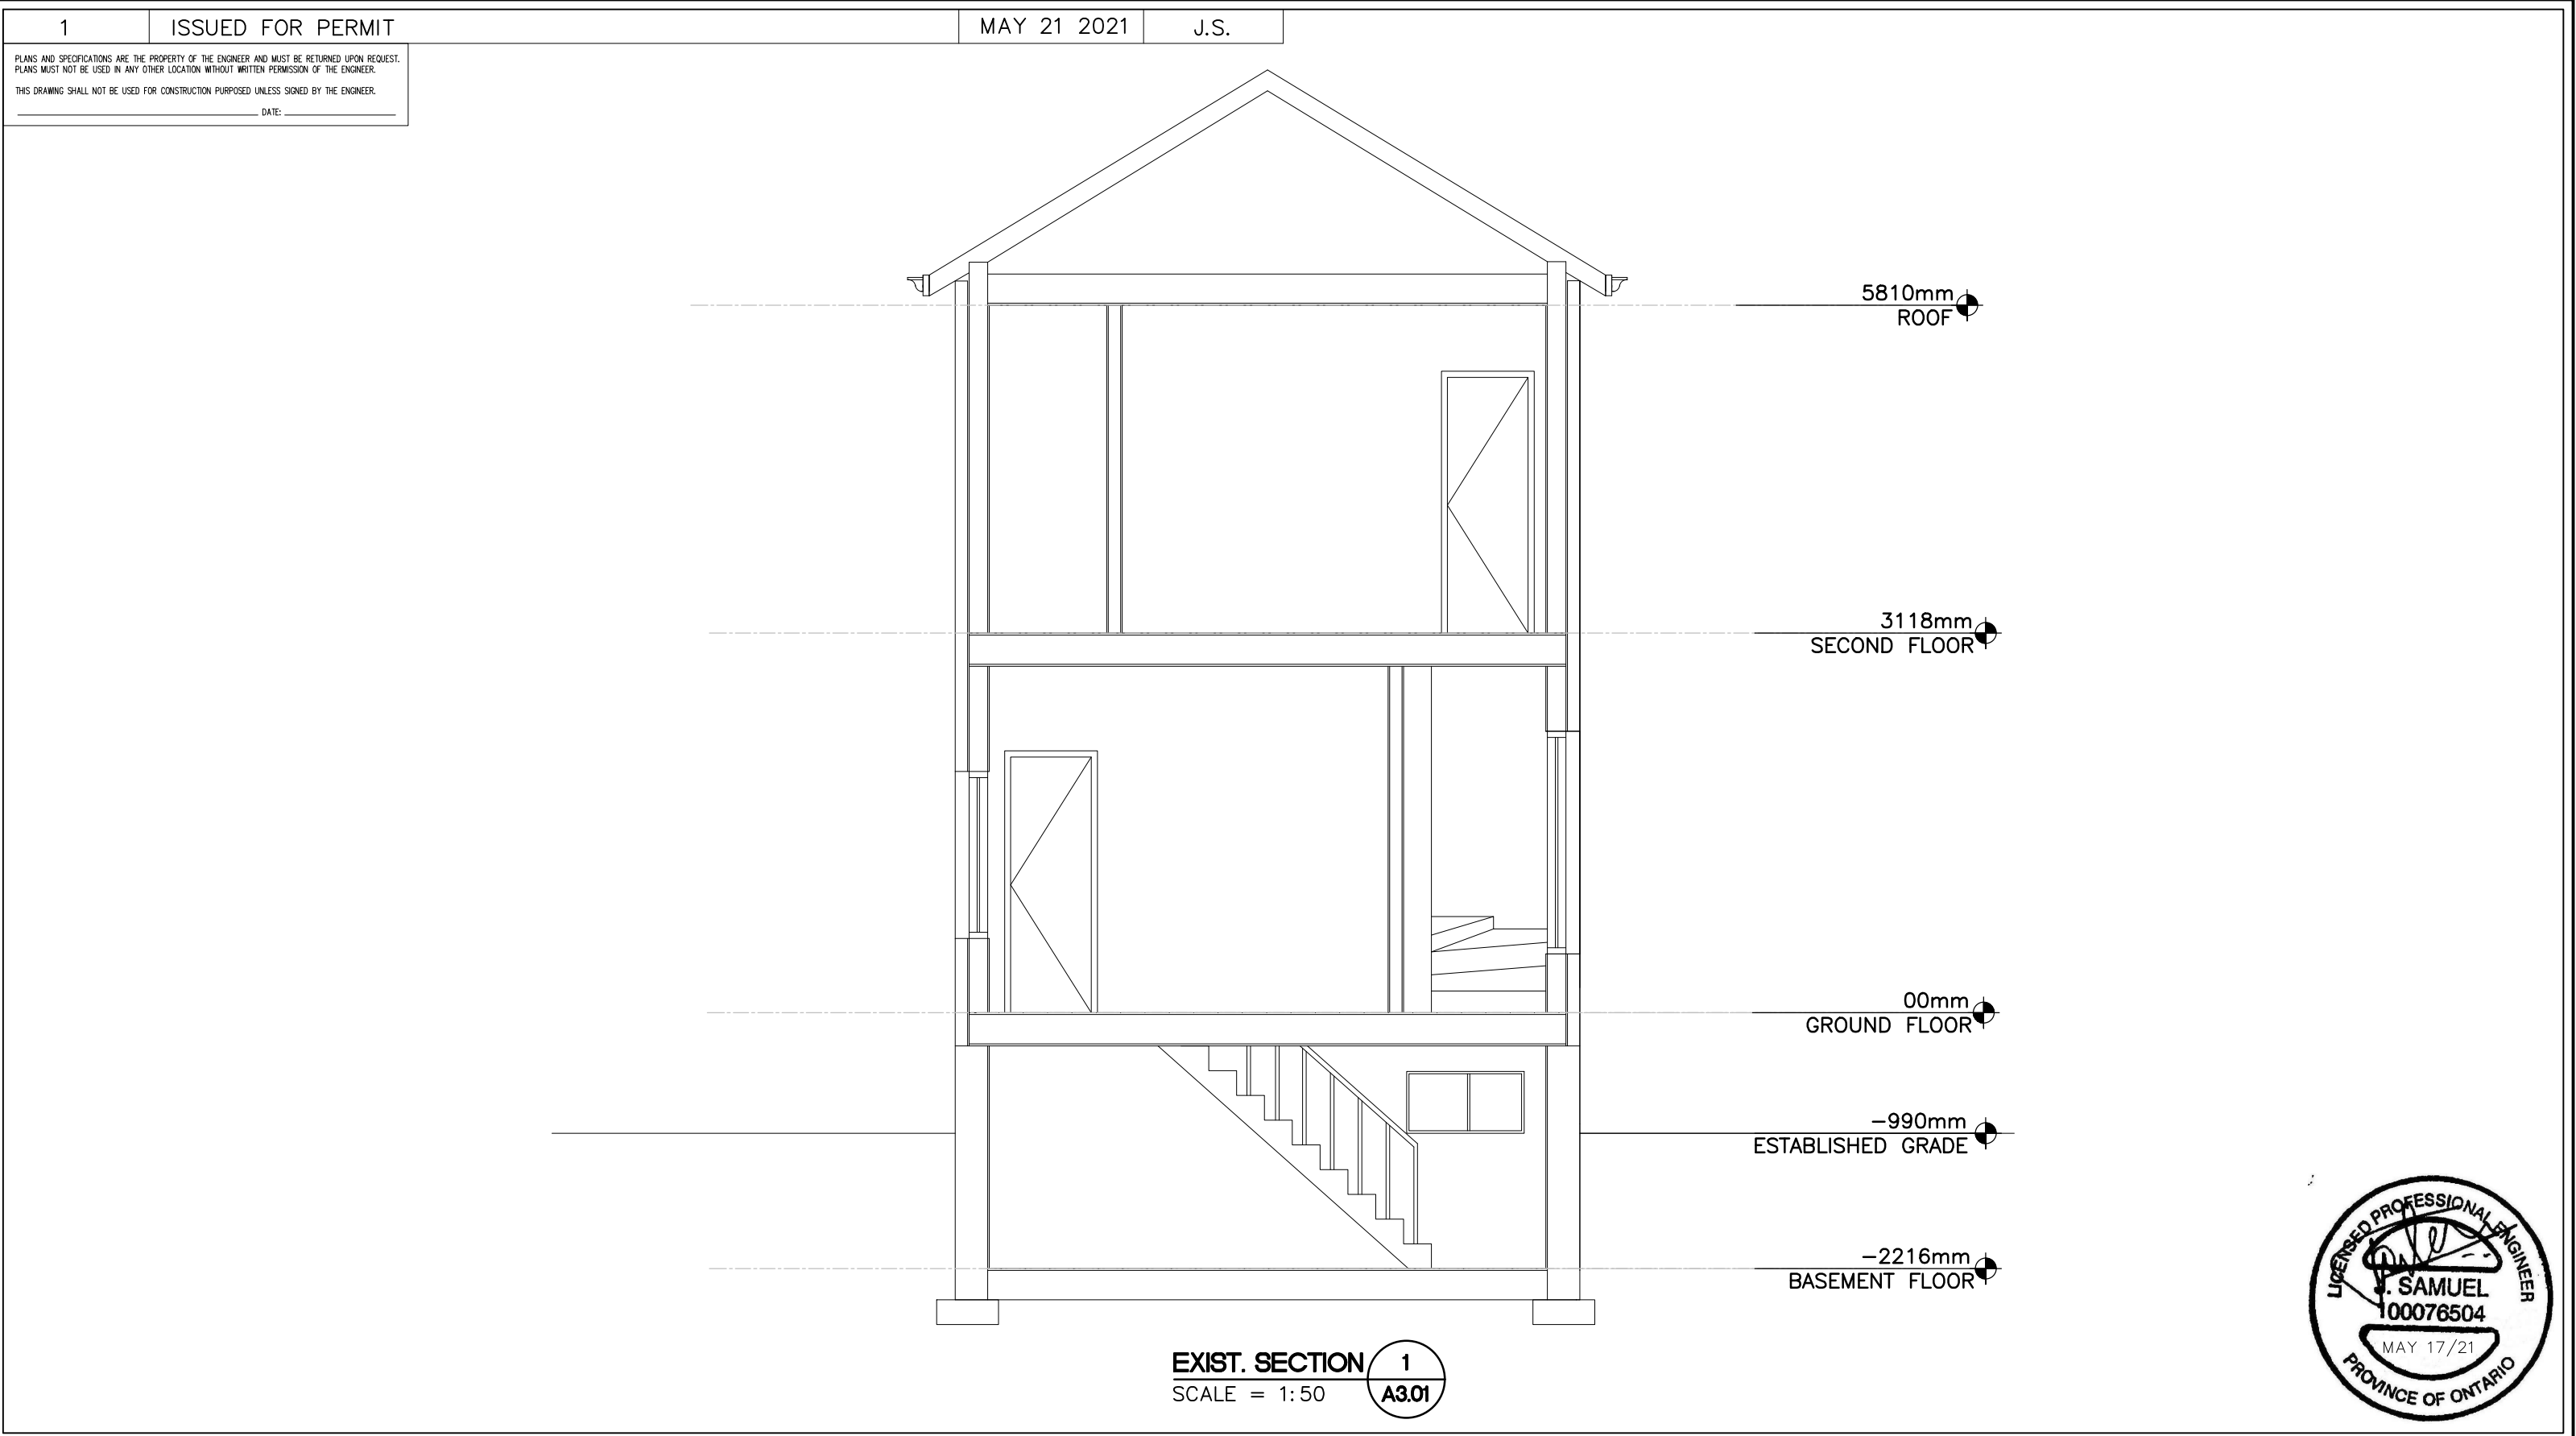 1 ISSUED FOR PERMIT MAY 21 2021 J.S.
PLANS AND SPECIFICATIONS ARE THE PROPERTY OF THE ENGINEER AND MUST BE RETURNED UPON REQUEST.
PLANS MUST NOT BE USED IN ANY OTHER LOCATION WITHOUT WRITTEN PERMISSION OF THE ENGINEER.
THIS DRAWING SHALL NOT BE USED FOR CONSTRUCTION PURPOSED UNLESS SIGNED BY THE ENGINEER.
DATE:
5810mm
ROOF
3118mm
SECOND FLOOR
00mm
GROUND FLOOR
-990mm
ESTABLISHED GRADE
-2216mm
BASEMENT FLOOR
EXIST. SECTION
SCALE = 1:50
1
A3.01
LICENSED PROFESSIONAL ENGINEER
J. SAMUEL
100076504
MAY 17/21
PROVINCE OF ONTARIO